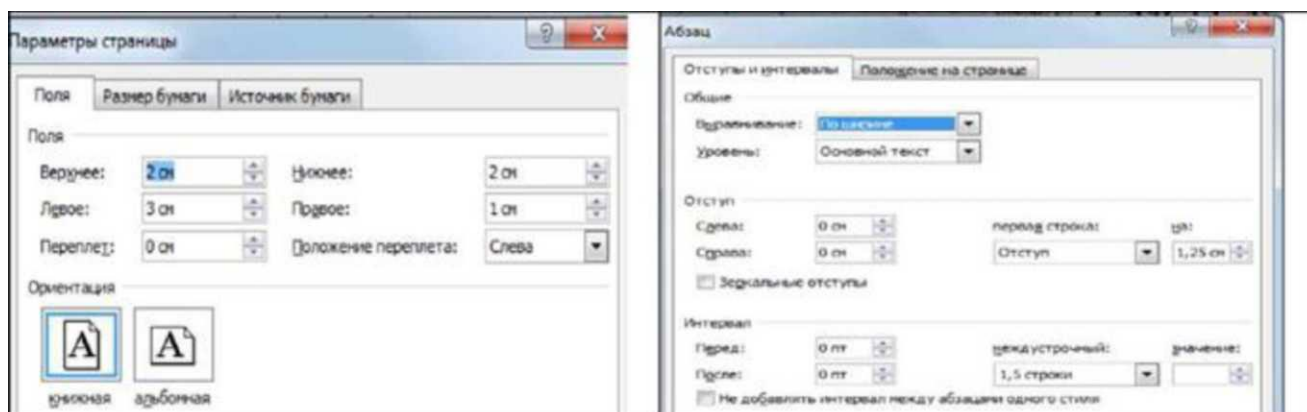 Параметры страницы
Поля Размер бумаги Источник бумаги
Поля
Верхнее: 2 см Нижнее: 2 см
Левое: 3 см Правое: 1 см
Переплет: 0 см Положение переплета: Слева
Ориентация
A A
книжная альбомная
Абзац
Отступы и интервалы Положение на странице
Общие
Выравнивание: По ширине
Уровень: Основной текст
Отступ
Слева: 0 см первая строка: на:
Справа: 0 см Отступ 1,25 см
Зеркальные отступы
Интервал
Перед: 0 пт междустрочный: значение:
После: 0 пт 1,5 строки
Не добавлять интервал между абзацами одного стиля